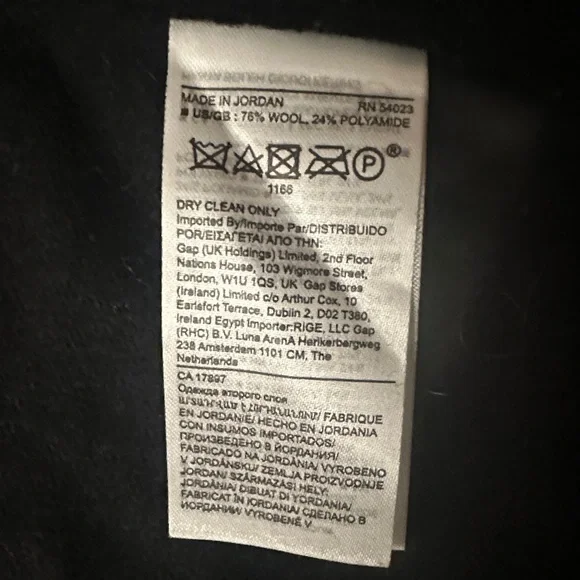 MADE IN JORDAN RN 54023
US/GB : 76% WOOL, 24% POLYAMIDE
P ®
1166
DRY CLEAN ONLY
Imported By/Importe Par/DISTRIBUIDO
POR/ΕΙΣΑΓΕΤΑΙ ΑΠΟ ΤΗΝ:
Gap (UK Holdings) Limited, 2nd Floor
Nations House, 103 Wigmore Street,
London, W1U 1QS, UK Gap Stores
(Ireland) Limited c/o Arthur Cox, 10
Earlsfort Terrace, Dublin 2, D02 T380,
Ireland Egypt Importer:RIGE, LLC Gap
(RHC) B.V. Luna ArenA Herikerbergweg
238 Amsterdam 1101 CM, The
Netherlands
CA 17897
Одежда второго слоя
FABRIQUE
EN JORDANIE/ HECHO EN JORDANIA
CON INSUMOS IMPORTADOS/
ПРОИЗВЕДЕНО В ИОРДАНИЯ/
FABRICADO NA JORDÂNIA/ VYROBENO
V JORDÁNSKU/ ZEMLJA PROIZVODNJE
JORDAN/ SZÁRMAZÁSI HELY:
JORDÁNIA/ DIBUAT DI YORDANIA/
FABRICAT ÎN IORDANIA/ СДЕЛАНО В
ИОРДАНИИ/ VYROBENÉ V